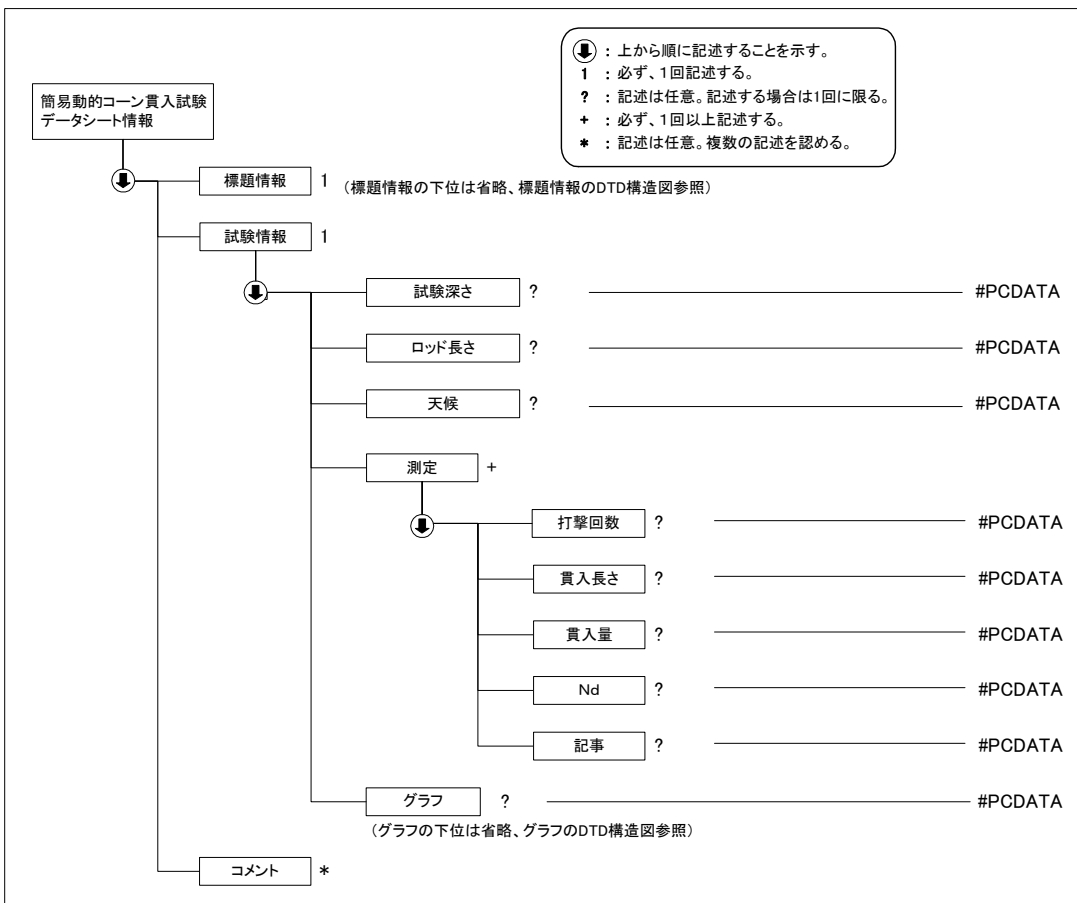 : 上から順に記述することを示す。
1 : 必ず、1回記述する。
? : 記述は任意。記述する場合は1回に限る。
+ : 必ず、1回以上記述する。
* : 記述は任意。複数の記述を認める。
簡易動的コーン貫入試験
データシート情報
標題情報 1 (標題情報の下位は省略、標題情報のDTD構造図参照)
試験情報 1
試験深さ ? #PCDATA
ロッド長さ ? #PCDATA
天候 ? #PCDATA
測定 +
打撃回数 ? #PCDATA
貫入長さ ? #PCDATA
貫入量 ? #PCDATA
Nd ? #PCDATA
記事 ? #PCDATA
グラフ ? #PCDATA
(グラフの下位は省略、グラフのDTD構造図参照)
コメント *